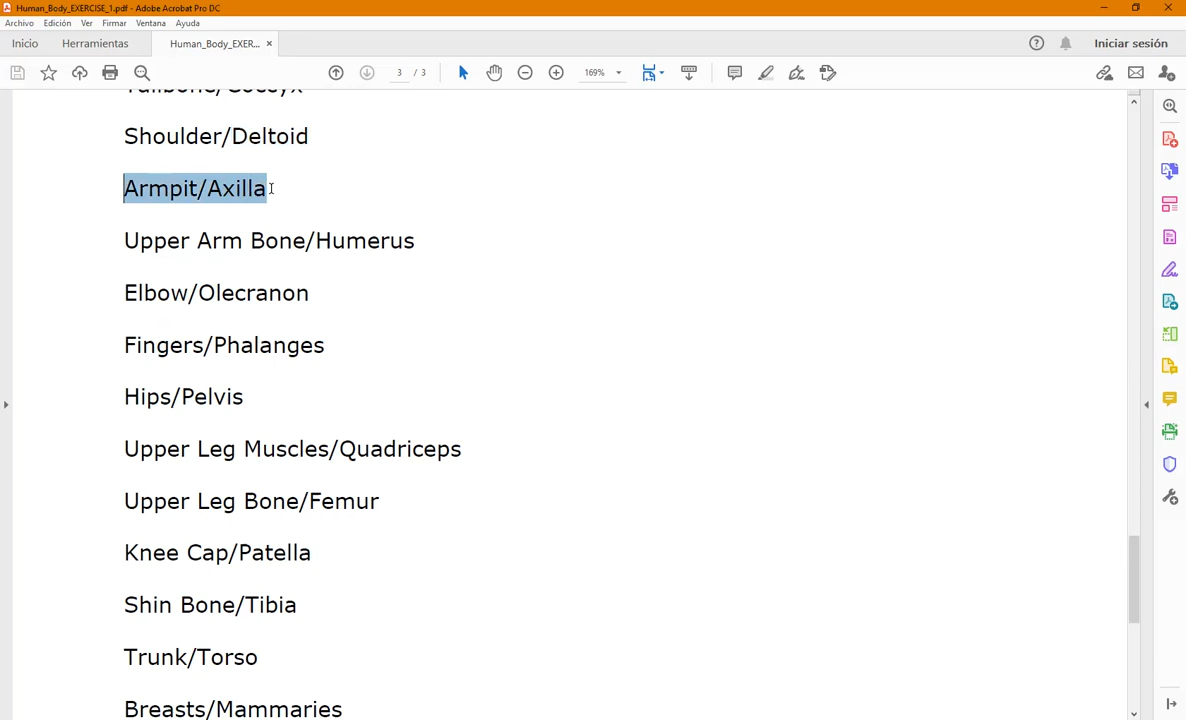 Human_Body_EXERCISE_1.pdf - Adobe Acrobat Pro DC
Archivo Edición Ver Firmar Ventana Ayuda
Inicio Herramientas Human_Body_EXER... × Iniciar sesión
3 / 3 169%
Tailbone/Coccyx
Shoulder/Deltoid
Armpit/Axilla
Upper Arm Bone/Humerus
Elbow/Olecranon
Fingers/Phalanges
Hips/Pelvis
Upper Leg Muscles/Quadriceps
Upper Leg Bone/Femur
Knee Cap/Patella
Shin Bone/Tibia
Trunk/Torso
Breasts/Mammaries